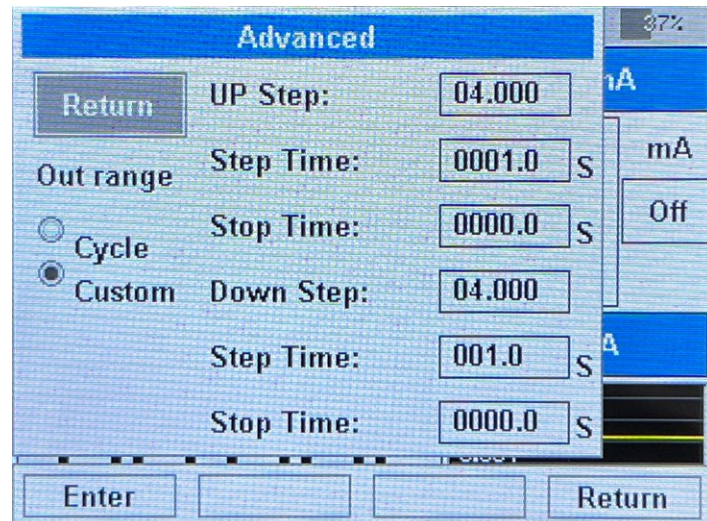 Advanced
87%
Return
UP Step: 04.000
mA
Out range
Step Time: 0001.0 S
mA
Off
Cycle
Stop Time: 0000.0 S
Custom
Down Step: 04.000
Step Time: 001.0 S
A
Stop Time: 0000.0 S
Enter
Return